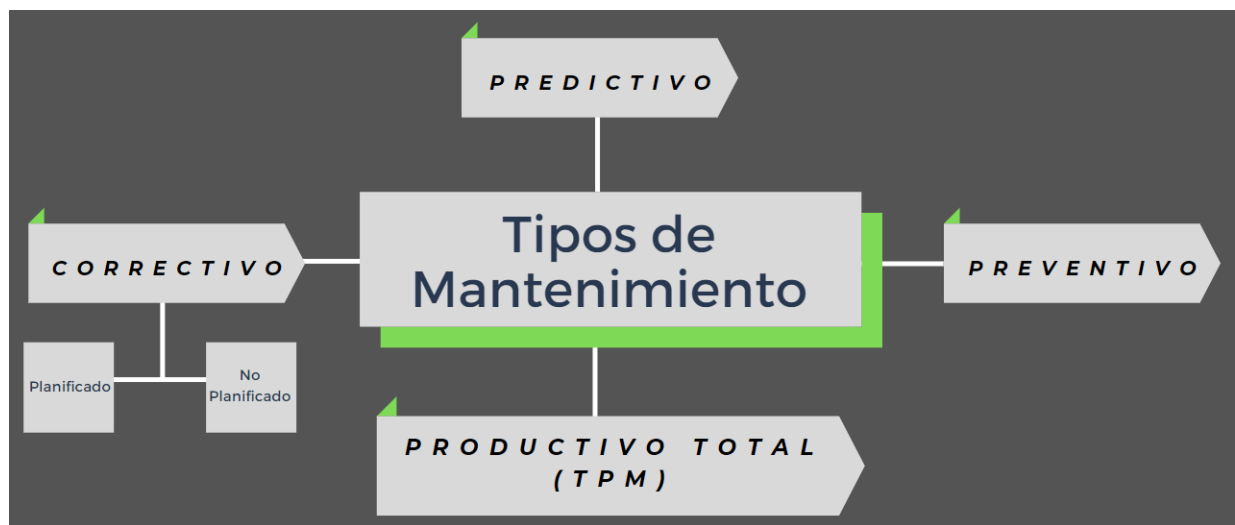 PREDICTIVO
Tipos de
Mantenimiento
CORRECTIVO
PREVENTIVO
Planificado
No
Planificado
PRODUCTIVO TOTAL
(TPM)